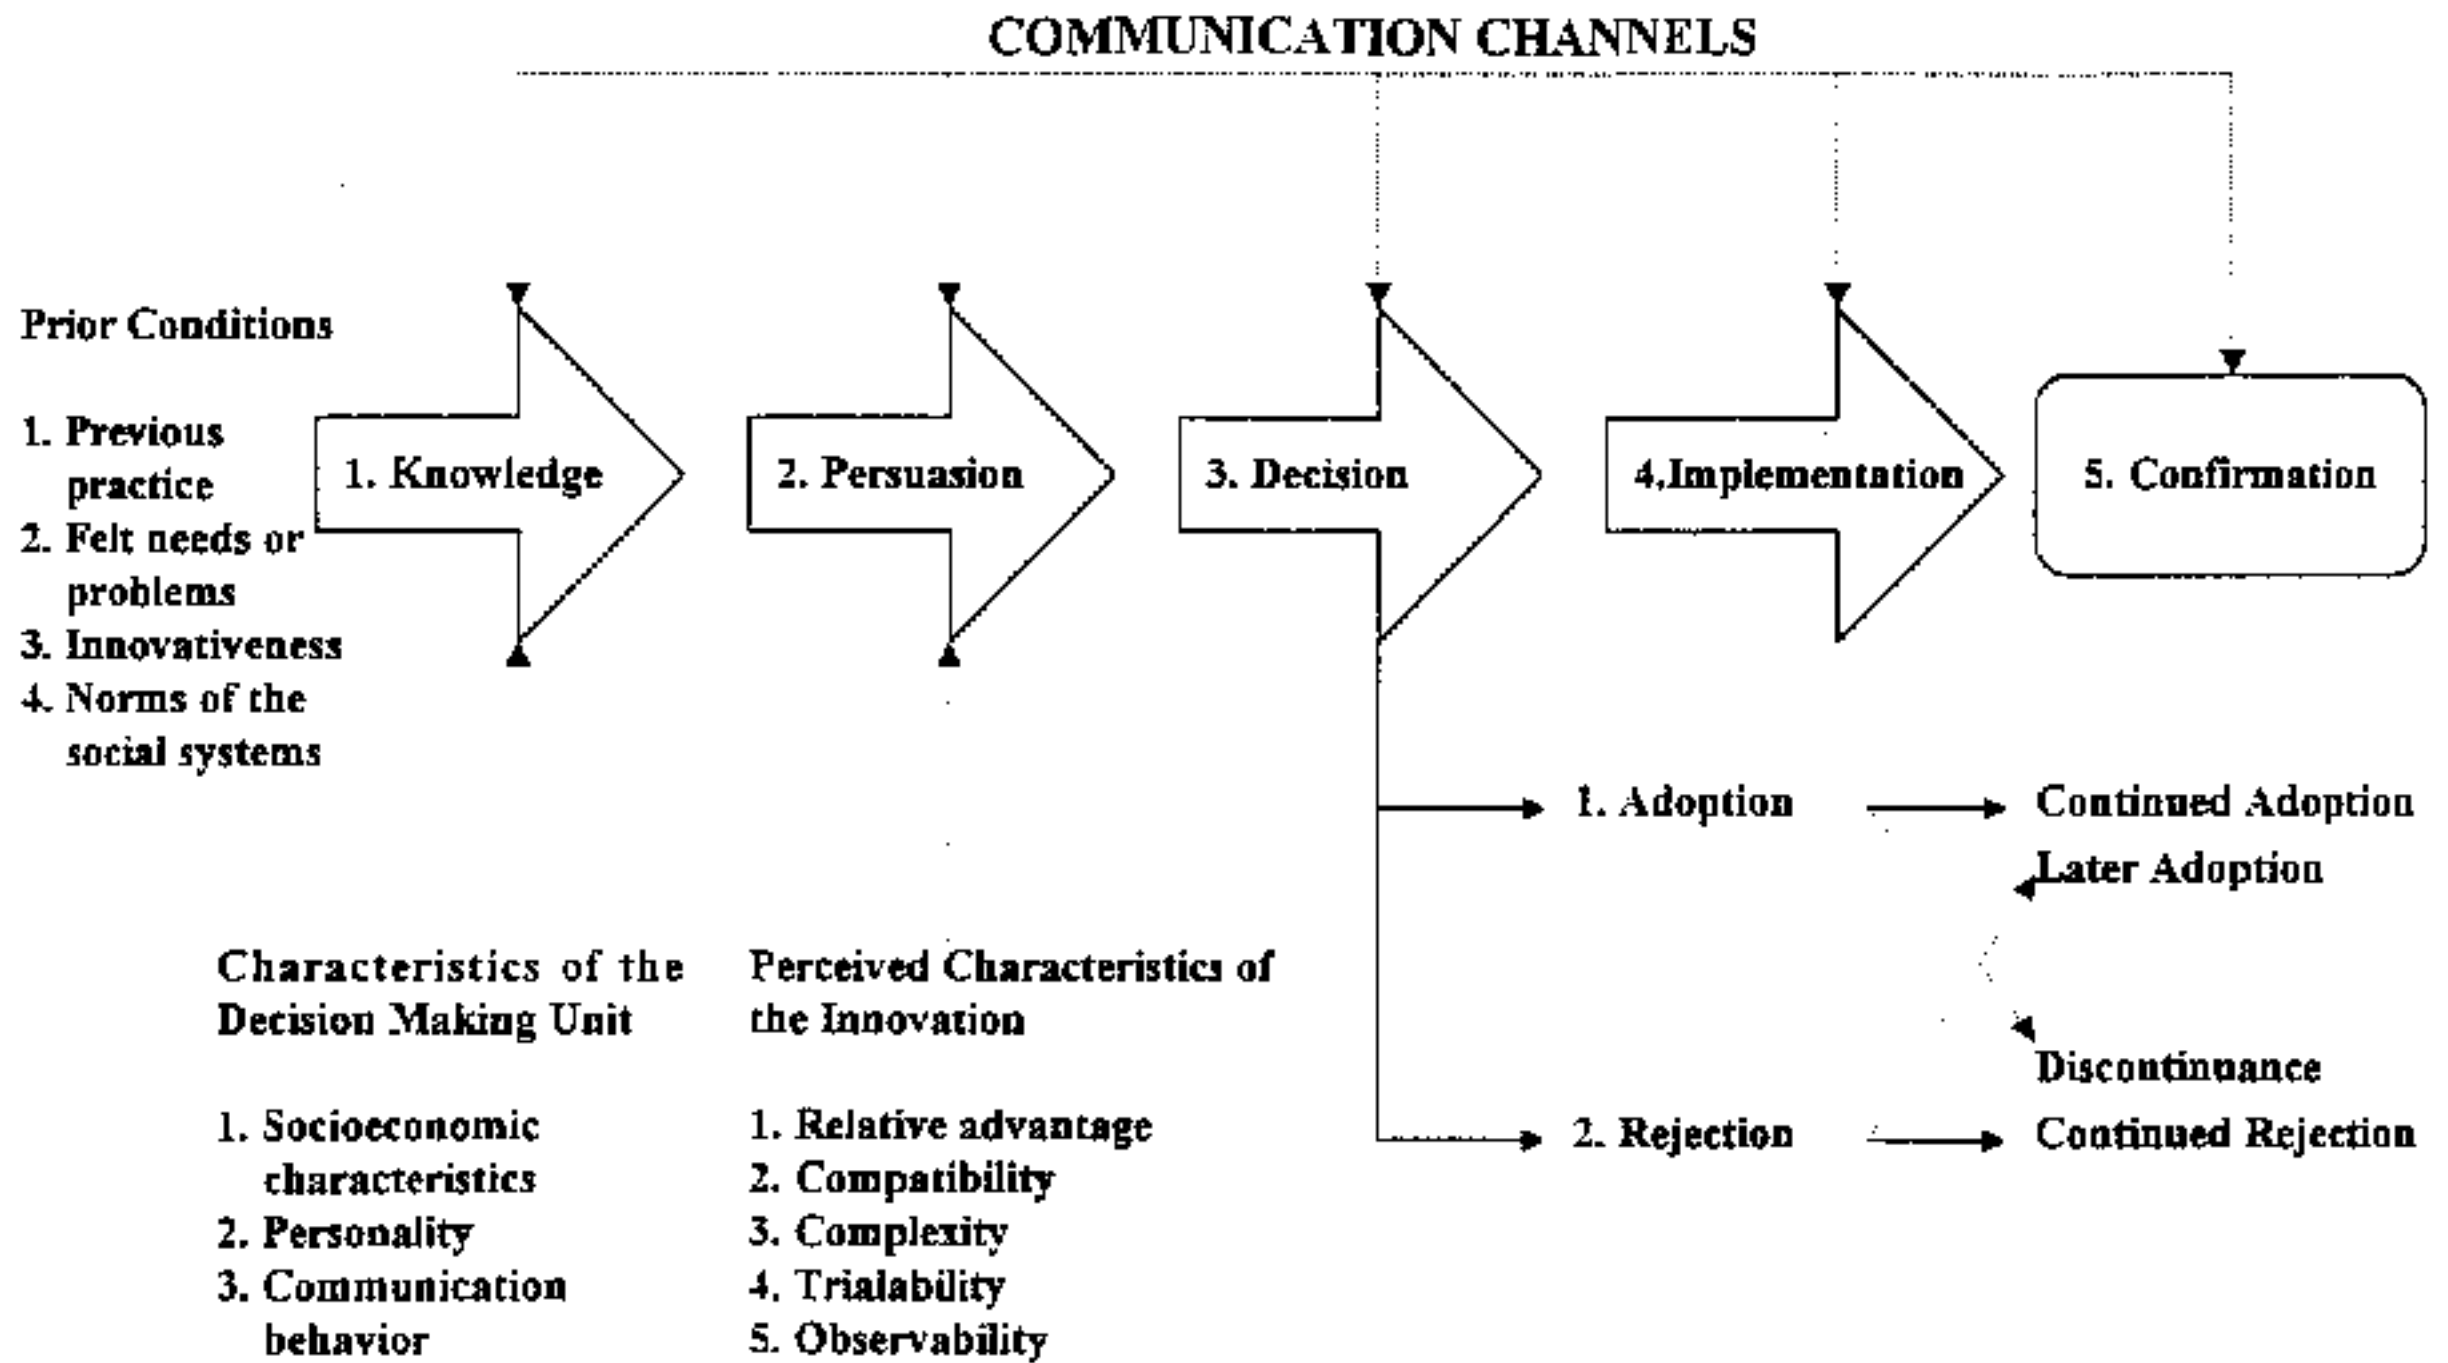 COMMUNICATION CHANNELS
Prior Conditions
1. Previous
practice
2. Felt needs or
problems
3. Innovativeness
4. Norms of the
social systems
1. Knowledge
2. Persuasion
3. Decision
4.Implementation
5. Confirmation
1. Adoption
Continued Adoption
Later Adoption
Discontinuance
2. Rejection
Continued Rejection
Characteristics of the
Decision Making Unit
1. Socioeconomic
characteristics
2. Personality
3. Communication
behavior
Perceived Characteristics of
the Innovation
1. Relative advantage
2. Compatibility
3. Complexity
4. Trialability
5. Observability